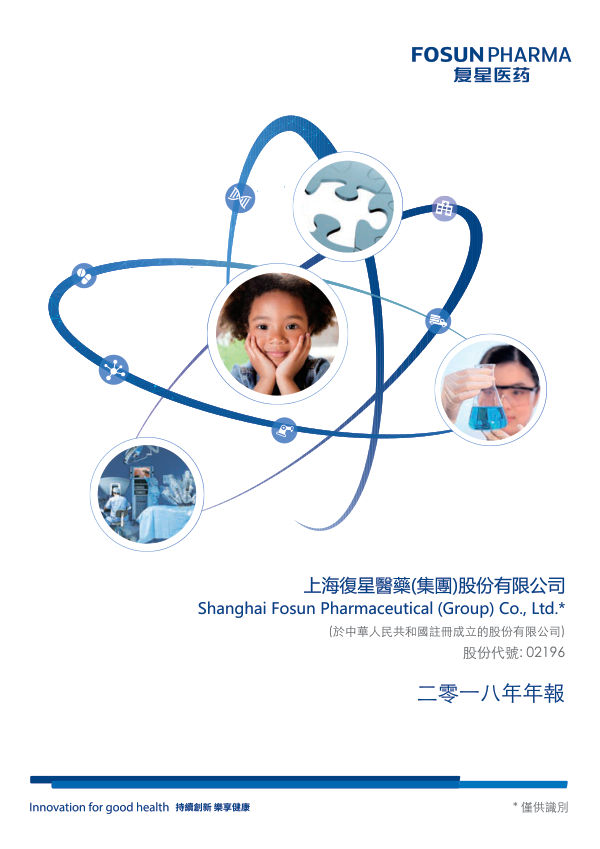 FOSUN PHARMA
复星医药
上海復星醫藥(集團)股份有限公司
Shanghai Fosun Pharmaceutical (Group) Co., Ltd.*
(於中華人民共和國註冊成立的股份有限公司)
股份代號: 02196
二零一八年年報
Innovation for good health 持續創新 樂享健康
* 僅供識別